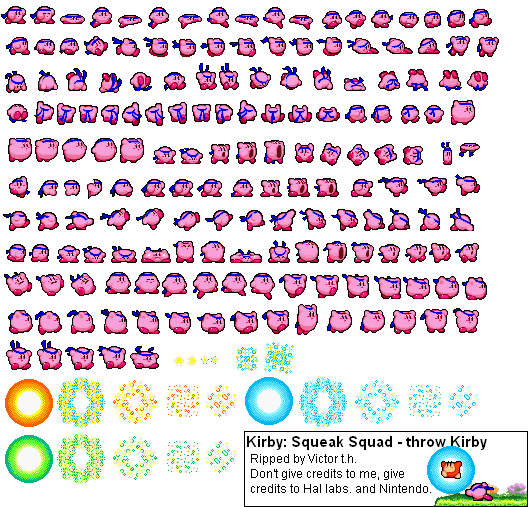 Kirby: Squeak Squad - throw Kirby
Ripped by Victor t.h.
Don't give credits to me, give
credits to Hal labs. and Nintendo.